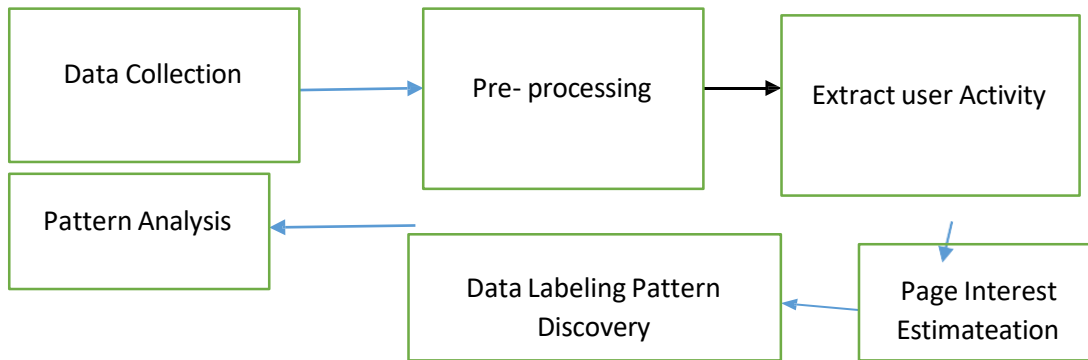 Data Collection
Pre- processing
Extract user Activity
Pattern Analysis
Data Labeling Pattern
Discovery
Page Interest
Estimateation